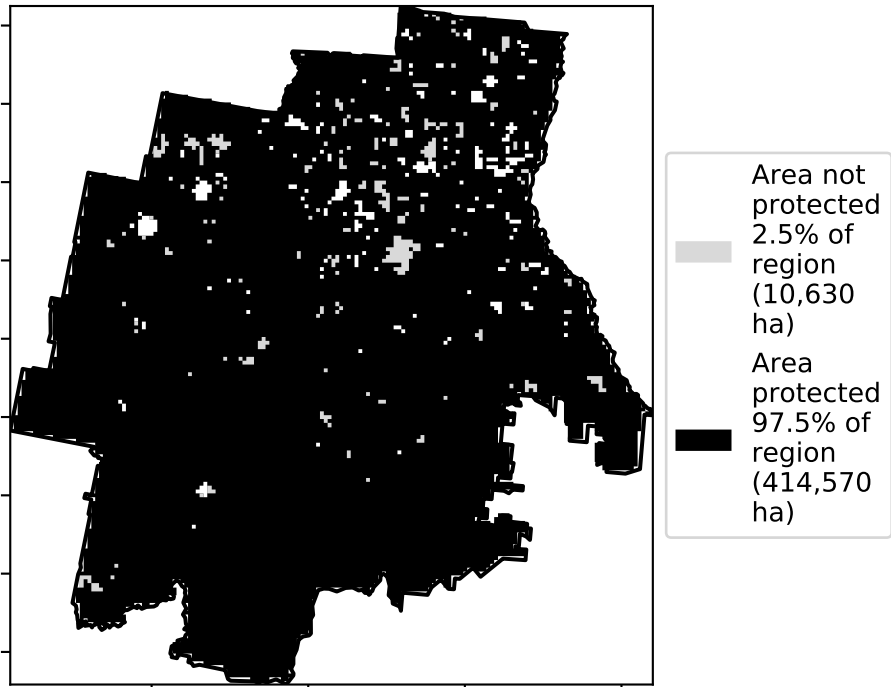 Area not
protected
2.5% of
region
(10,630
ha)
Area
protected
97.5% of
region
(414,570
ha)